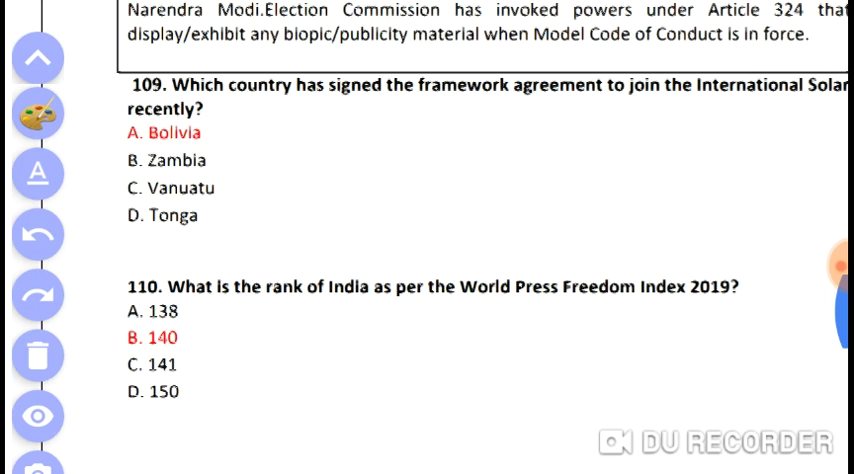 Narendra Modi.Election Commission has invoked powers under Article 324
display/exhibit any biopic/publicity material when Model Code of Conduct is in force.
109. Which country has signed the framework agreement to join the International Solar
recently?
A. Bolivia
B. Zambia
C. Vanuatu
D. Tonga
110. What is the rank of India as per the World Press Freedom Index 2019?
A. 138
B. 140
C. 141
D. 150
A
DU RECORDER